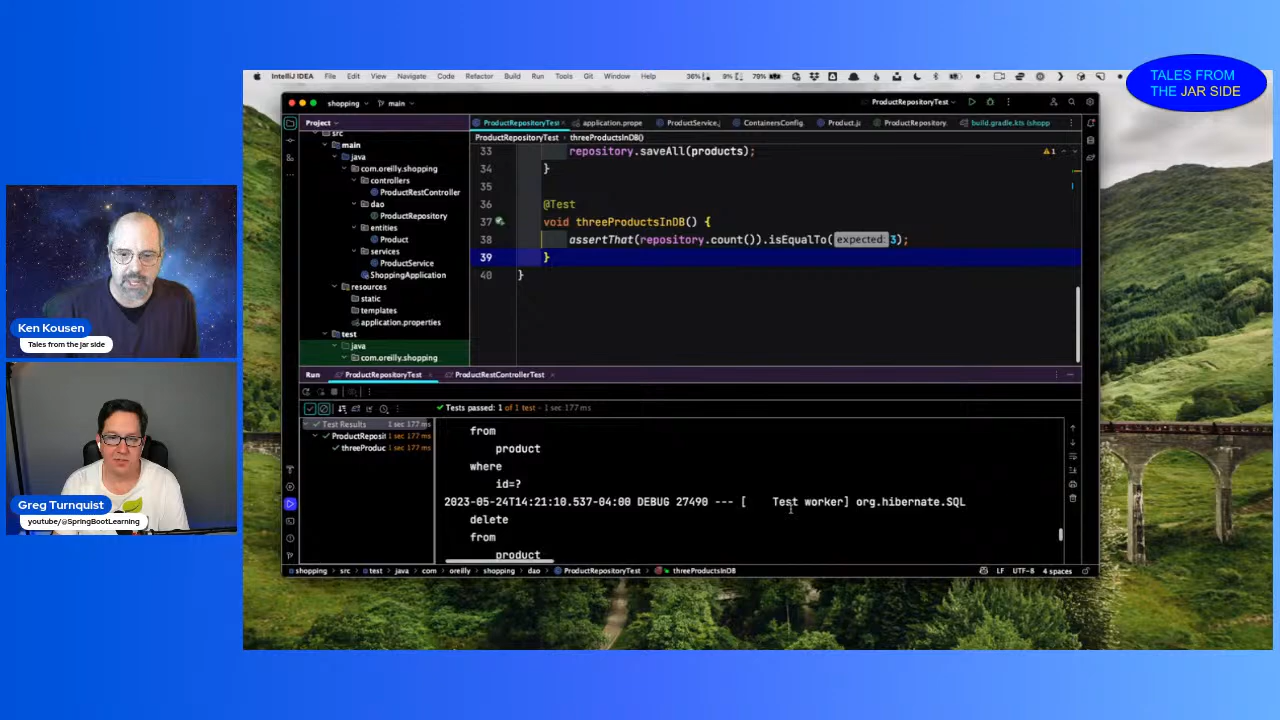 TALES FROM
THE JAR SIDE
IntelliJ IDEA File Edit View Navigate Code Refactor Build Run Tools Git Window Help 36% 9% 79%
shopping main ProductRepositoryTest
Project
ProductRepositoryTest application.prope ProductService.j ContainersConfig. Product.js ProductRepository. build.gradle.kts (shopp
ProductRepositoryTest threeProductsInDB()
src
main
java
com.oreilly.shopping
controllers
ProductRestController
dao
ProductRepository
entities
Product
services
ProductService
ShoppingApplication
resources
static
templates
application.properties
test
java
com.oreilly.shopping
33 repository.saveAll(products);
34 }
35
36 @Test
37 void threeProductsInDB() {
38 assertThat(repository.count()).isEqualTo( expected: 3);
39 }
40 }
1
Run ProductRepositoryTest ProductRestControllerTest
Tests passed: 1 of 1 test – 1 sec 177 ms
Test Results 1 sec 177 ms
ProductReposit 1 sec 177 ms
threeProduc 1 sec 177 ms
from
product
where
id=?
2023-05-24T14:21:10.537-04:00 DEBUG 27490 --- [ Test worker] org.hibernate.SQL
delete
from
product
shopping src test java com oreilly shopping dao ProductRepositoryTest threeProductsInDB LF UTF-8 4 spaces
Ken Kousen
Tales from the jar side
Greg Turnquist
youtube/@SpringBootLearning